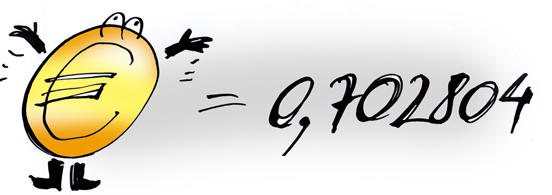 € = 0,702804